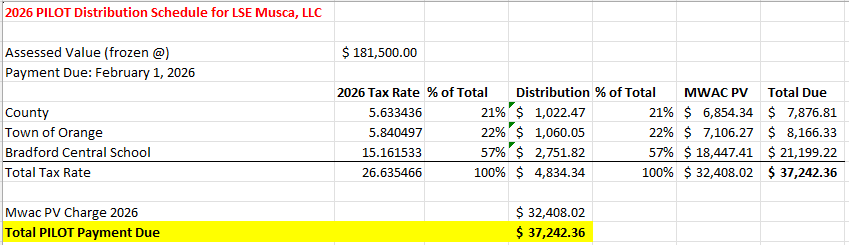 2026 PILOT Distribution Schedule for LSE Musca, LLC
Assessed Value (frozen @) $ 181,500.00
Payment Due: February 1, 2026
2026 Tax Rate % of Total Distribution % of Total MWAC PV Total Due
County 5.633436 21% $ 1,022.47 21% $ 6,854.34 $ 7,876.81
Town of Orange 5.840497 22% $ 1,060.05 22% $ 7,106.27 $ 8,166.33
Bradford Central School 15.161533 57% $ 2,751.82 57% $ 18,447.41 $ 21,199.22
Total Tax Rate 26.635466 100% $ 4,834.34 100% $ 32,408.02 $ 37,242.36
Mwac PV Charge 2026 $ 32,408.02
Total PILOT Payment Due $ 37,242.36